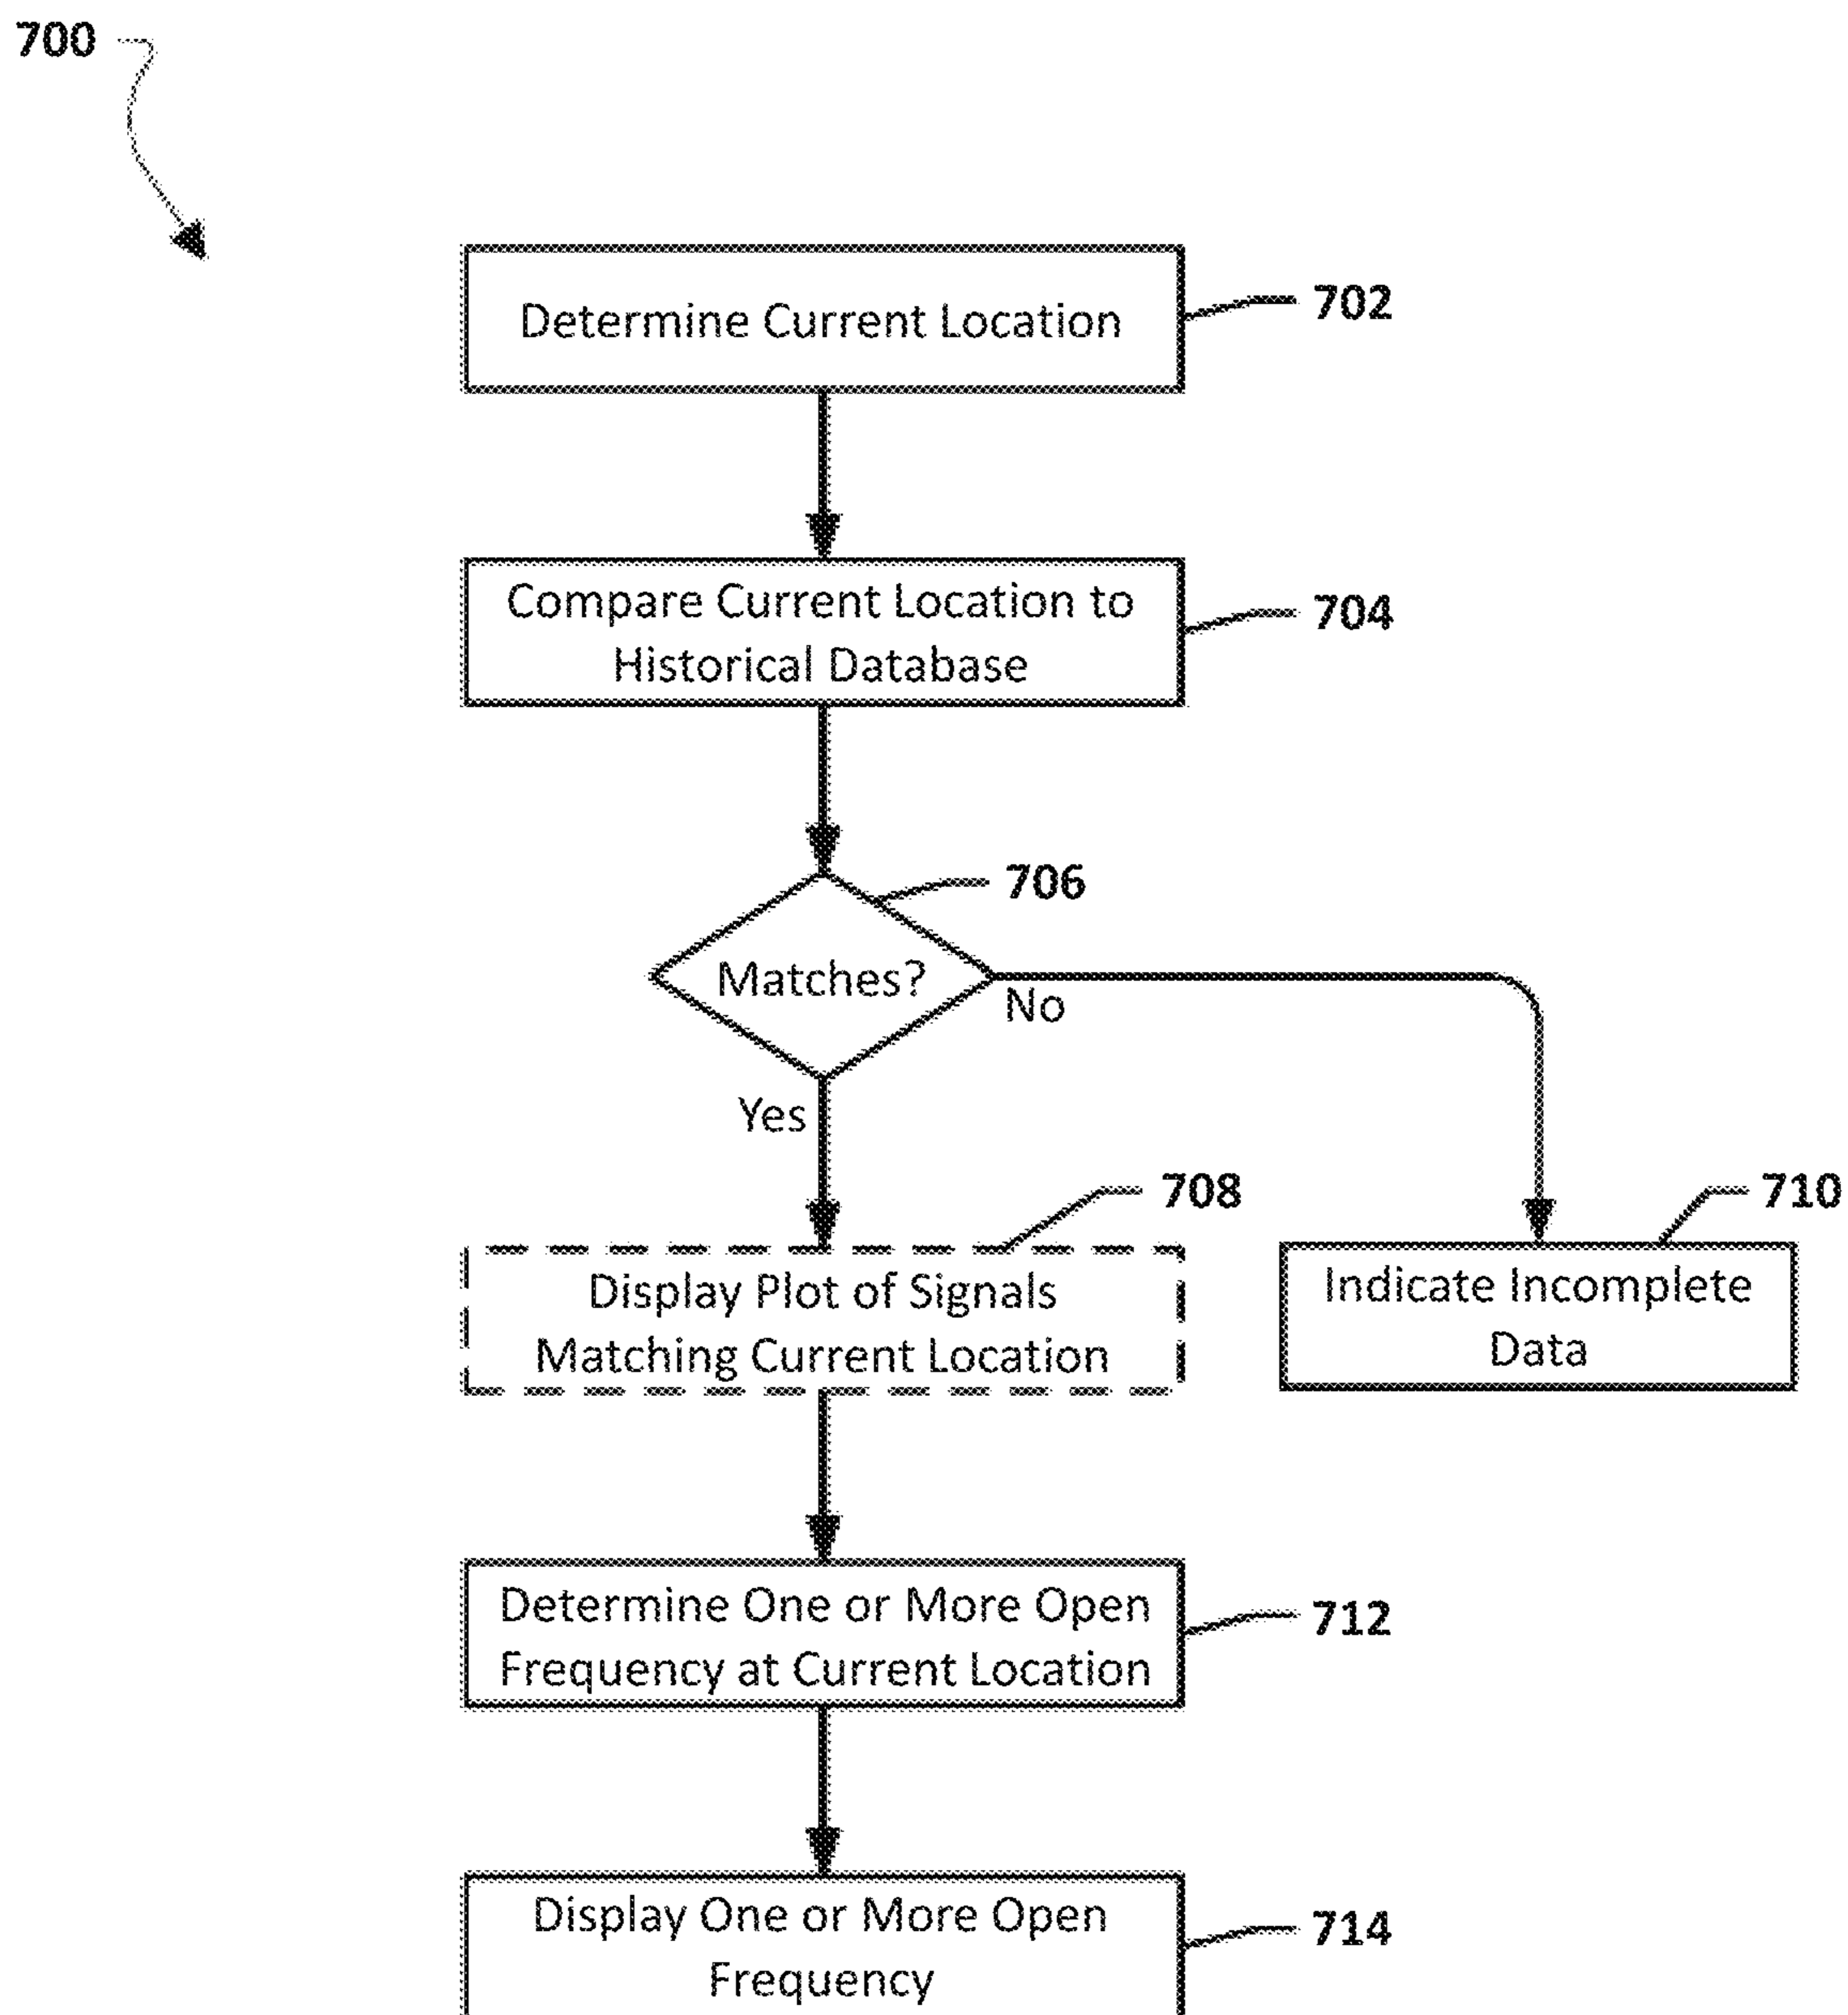 700
Determine Current Location
702
Compare Current Location to
Historical Database
704
706
Matches?
No
Yes
708
710
Display Plot of Signals
Matching Current Location
Indicate Incomplete
Data
Determine One or More Open
Frequency at Current Location
712
Display One or More Open
Frequency
714